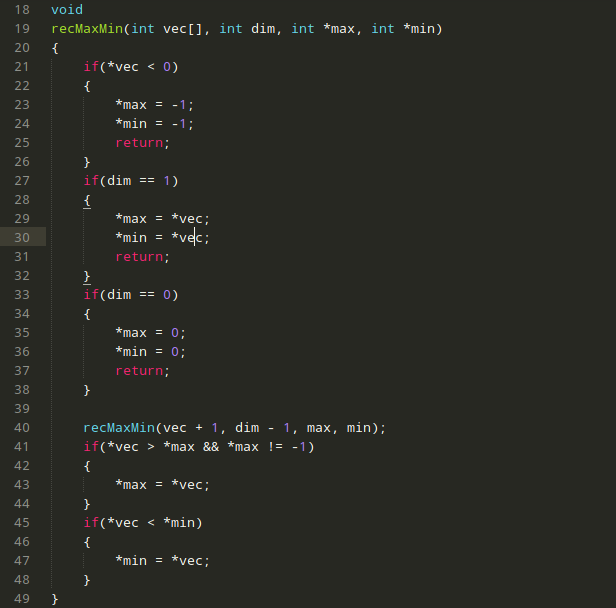 18 void
19 recMaxMin(int vec[], int dim, int *max, int *min)
20 {
21     if(*vec < 0)
22     {
23         *max = -1;
24         *min = -1;
25         return;
26     }
27     if(dim == 1)
28     {
29         *max = *vec;
30         *min = *vec;
31         return;
32     }
33     if(dim == 0)
34     {
35         *max = 0;
36         *min = 0;
37         return;
38     }
39
40     recMaxMin(vec + 1, dim - 1, max, min);
41     if(*vec > *max && *max != -1)
42     {
43         *max = *vec;
44     }
45     if(*vec < *min)
46     {
47         *min = *vec;
48     }
49 }